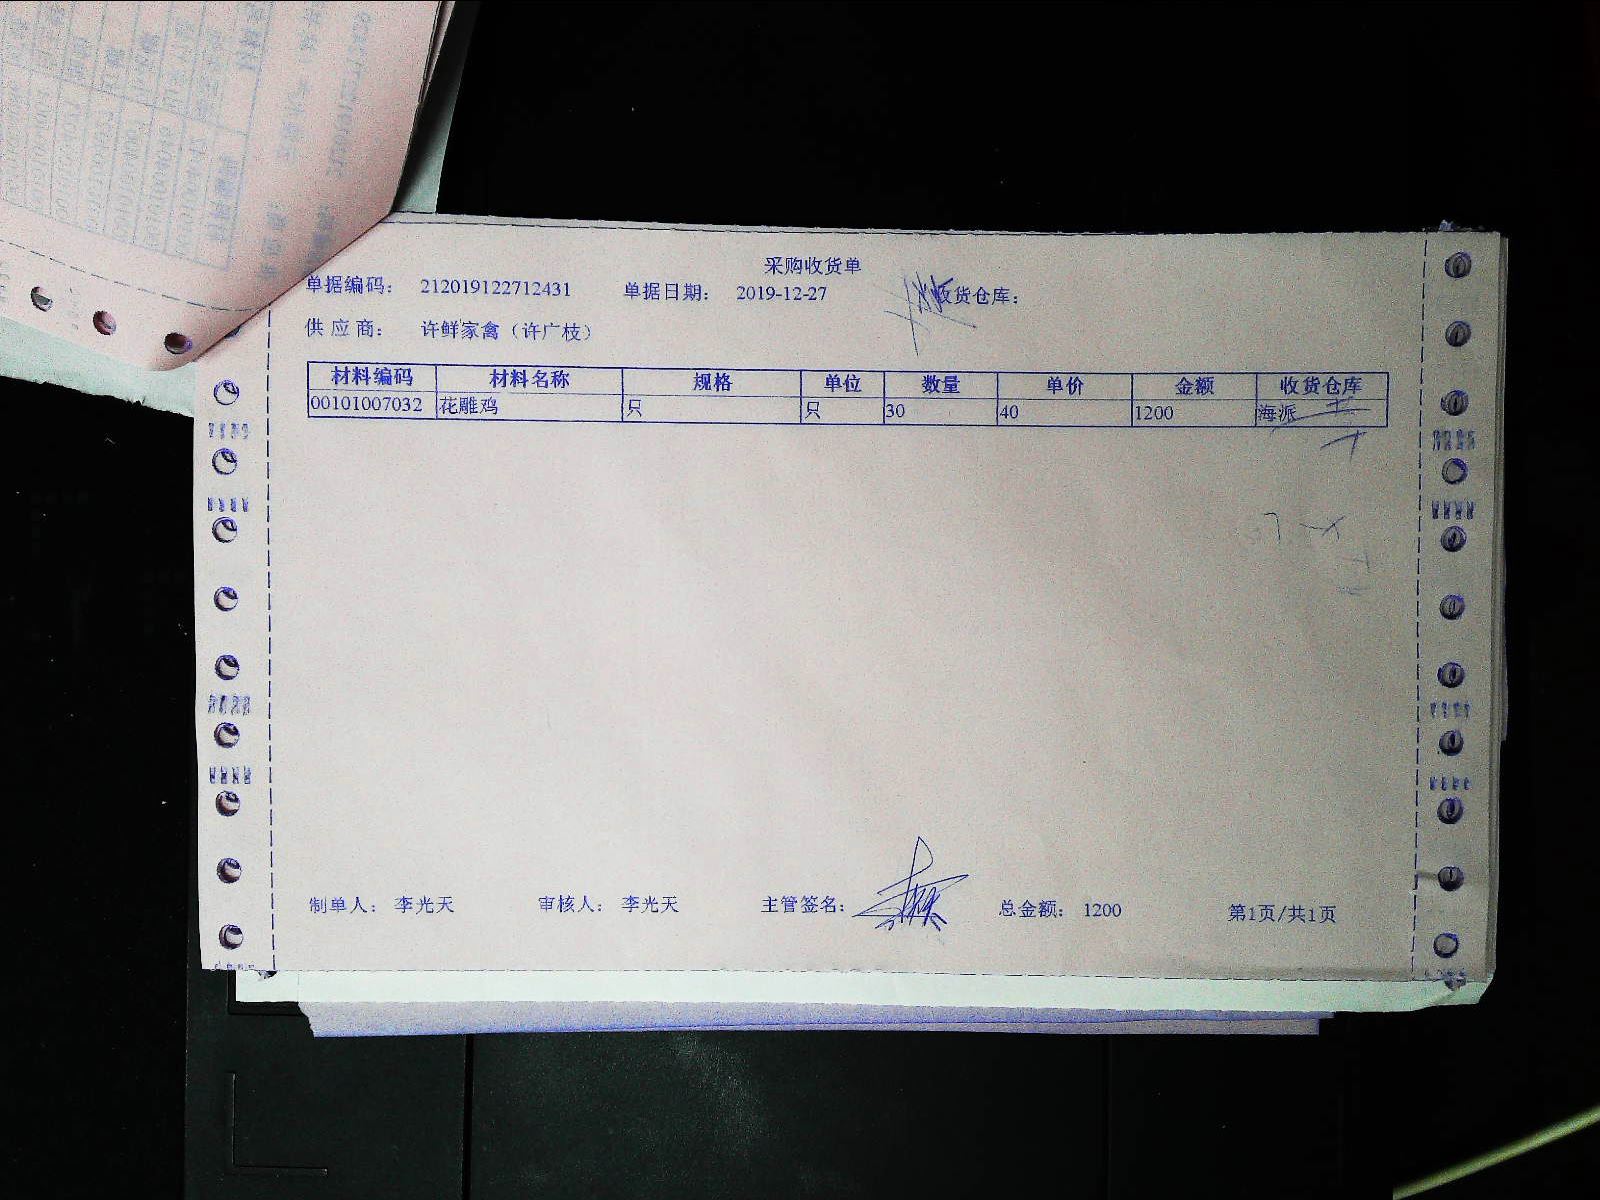 采购收货单
单据编码： 212019122712431 单据日期： 2019-12-27 收货仓库：
供应商： 许鲜家禽（许广枝）
材料编码 材料名称 规格 单位 数量 单价 金额 收货仓库
00101007032 花雕鸡 只 只 30 40 1200 海派
制单人： 李光天 审核人： 李光天 主管签名： 总金额： 1200 第1页/共1页